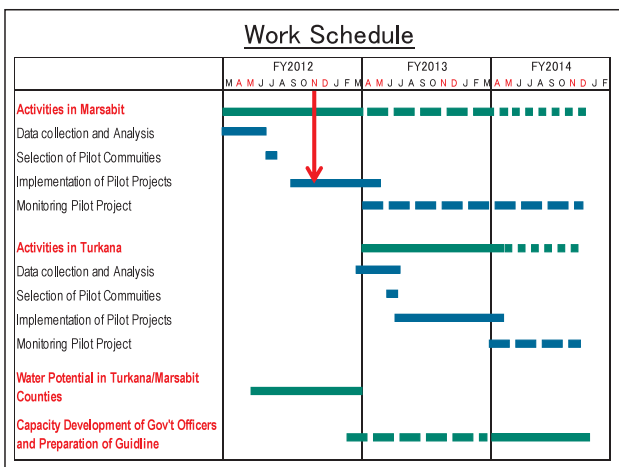 Work Schedule
FY2012 FY2013 FY2014
M A M J J A S O N D J F M A M J J A S O N D J F M A M J J A S O N D J F
Activities in Marsabit
Data collection and Analysis
Selection of Pilot Commuities
Implementation of Pilot Projects
Monitoring Pilot Project
Activities in Turkana
Data collection and Analysis
Selection of Pilot Commuities
Implementation of Pilot Projects
Monitoring Pilot Project
Water Potential in Turkana/Marsabit
Counties
Capacity Development of Gov't Officers
and Preparation of Guidline